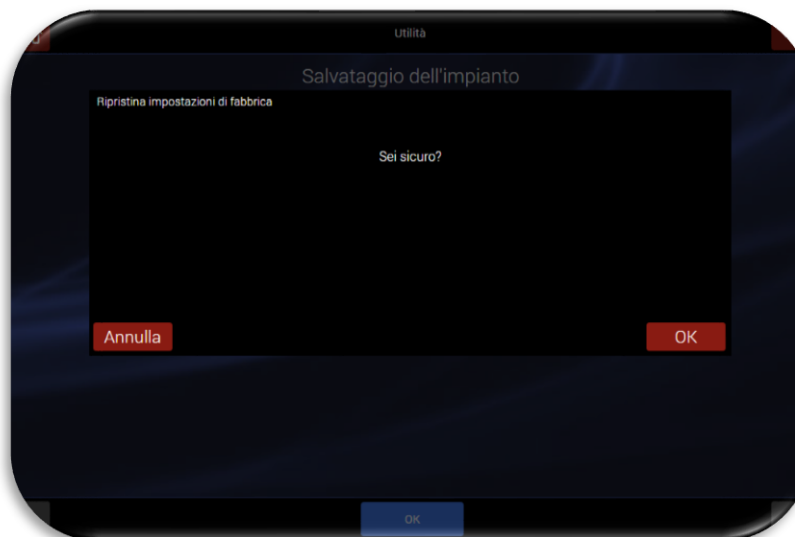 Utilità
Salvataggio dell'impianto
Ripristina impostazioni di fabbrica
Sei sicuro?
Annulla
OK
OK